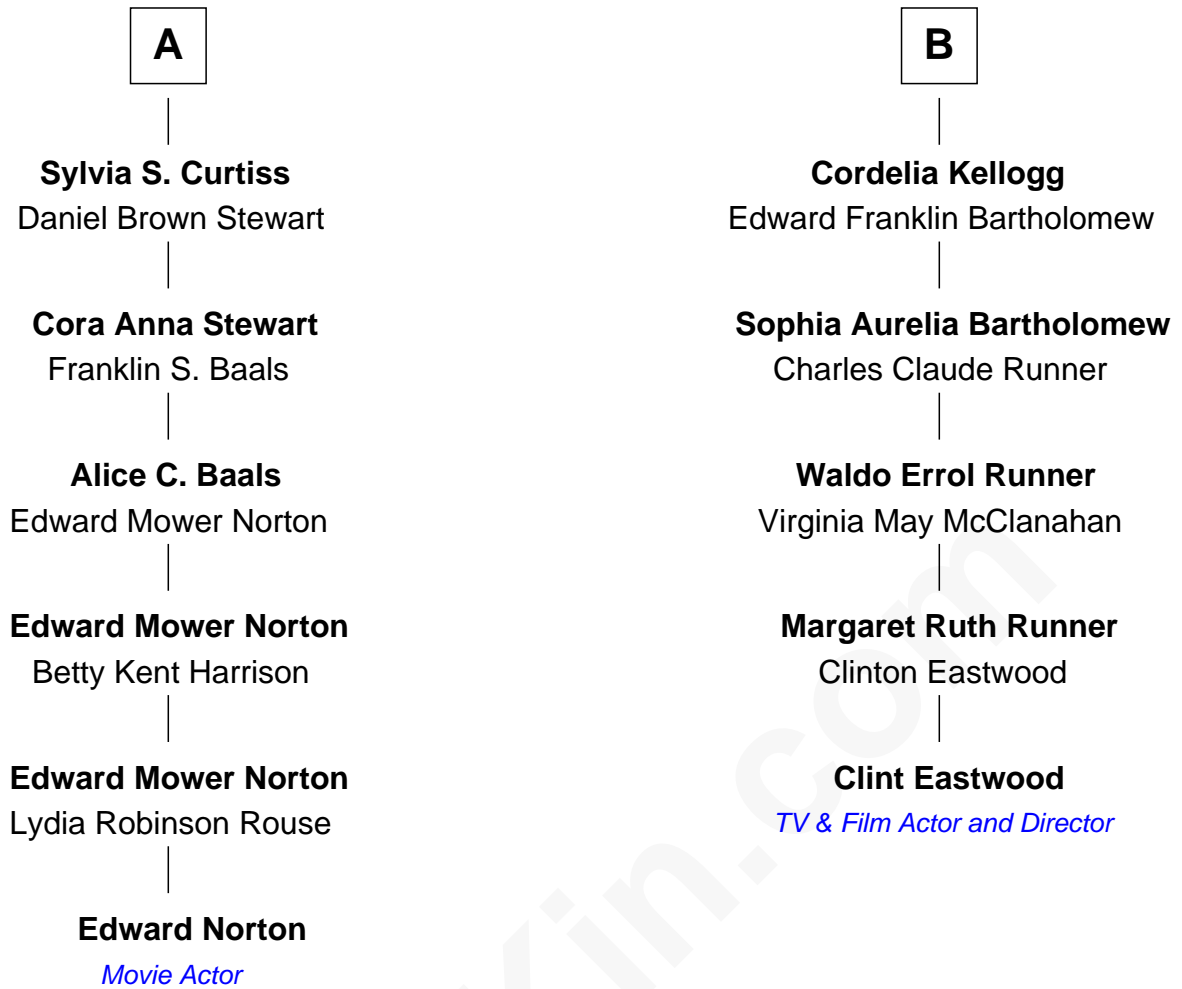 A
Sylvia S. Curtiss
Daniel Brown Stewart
Cora Anna Stewart
Franklin S. Baals
Alice C. Baals
Edward Mower Norton
Edward Mower Norton
Betty Kent Harrison
Edward Mower Norton
Lydia Robinson Rouse
Edward Norton
Movie Actor
B
Cordelia Kellogg
Edward Franklin Bartholomew
Sophia Aurelia Bartholomew
Charles Claude Runner
Waldo Errol Runner
Virginia May McClanahan
Margaret Ruth Runner
Clinton Eastwood
Clint Eastwood
TV & Film Actor and Director
Kin.com